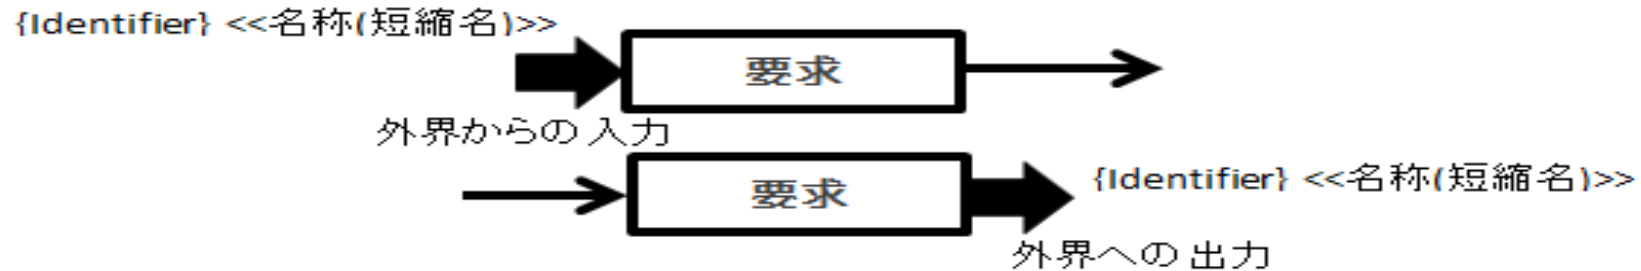 {Identifier} <<名称(短縮名)>>
要求
外界からの 入力
要求
{Identifier} <<名称(短縮名)>>
外界への 出力